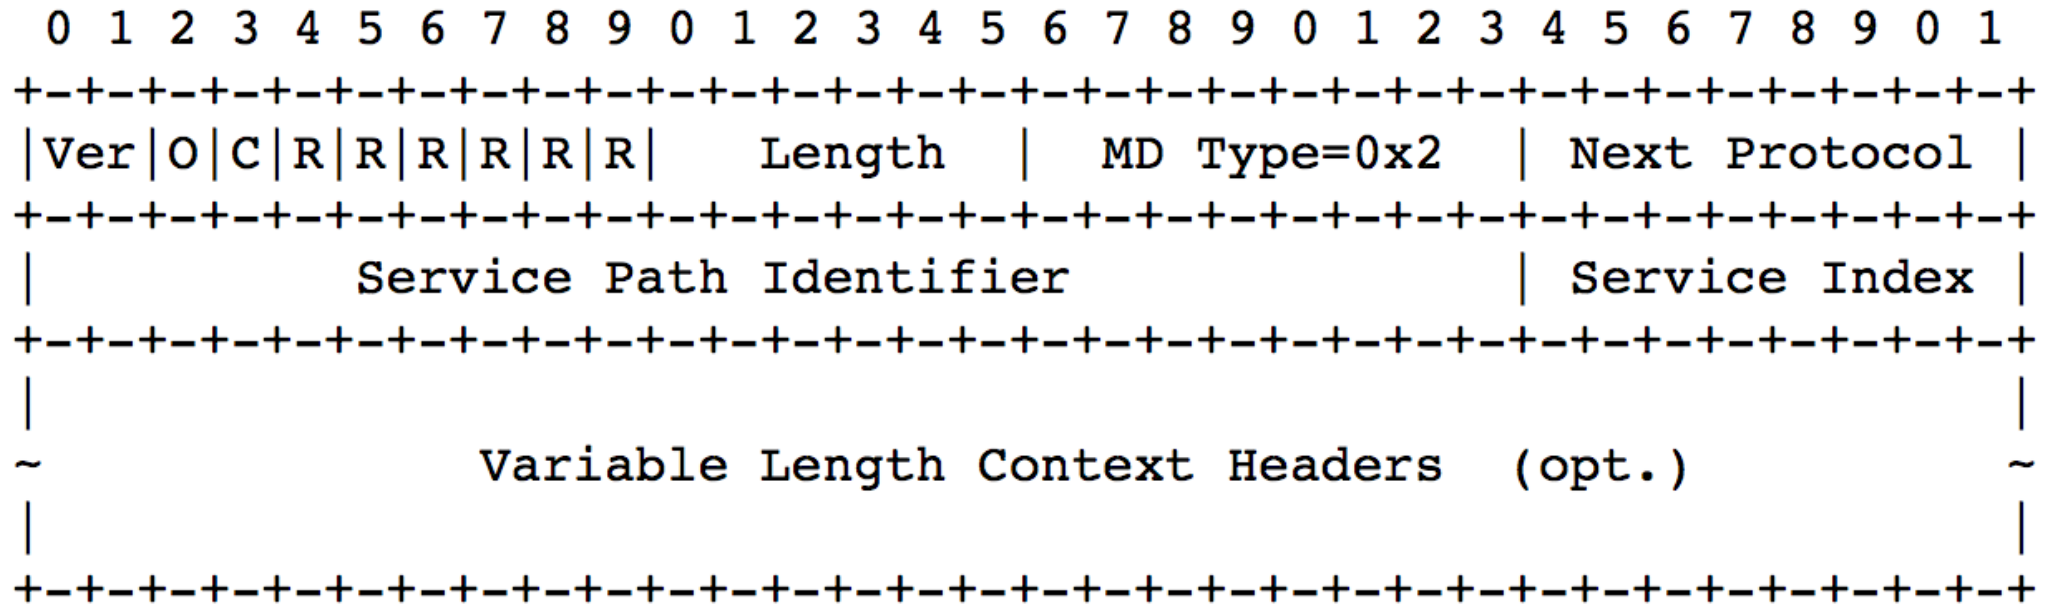 0 1 2 3 4 5 6 7 8 9 0 1 2 3 4 5 6 7 8 9 0 1 2 3 4 5 6 7 8 9 0 1
+-+-+-+-+-+-+-+-+-+-+-+-+-+-+-+-+-+-+-+-+-+-+-+-+-+-+-+-+-+-+-+-+
|Ver|O|C|R|R|R|R|R|R|   Length  |  MD Type=0x2  | Next Protocol |
+-+-+-+-+-+-+-+-+-+-+-+-+-+-+-+-+-+-+-+-+-+-+-+-+-+-+-+-+-+-+-+-+
|          Service Path Identifier              | Service Index |
+-+-+-+-+-+-+-+-+-+-+-+-+-+-+-+-+-+-+-+-+-+-+-+-+-+-+-+-+-+-+-+-+
|                                                               |
~              Variable Length Context Headers  (opt.)          ~
|                                                               |
+-+-+-+-+-+-+-+-+-+-+-+-+-+-+-+-+-+-+-+-+-+-+-+-+-+-+-+-+-+-+-+-+